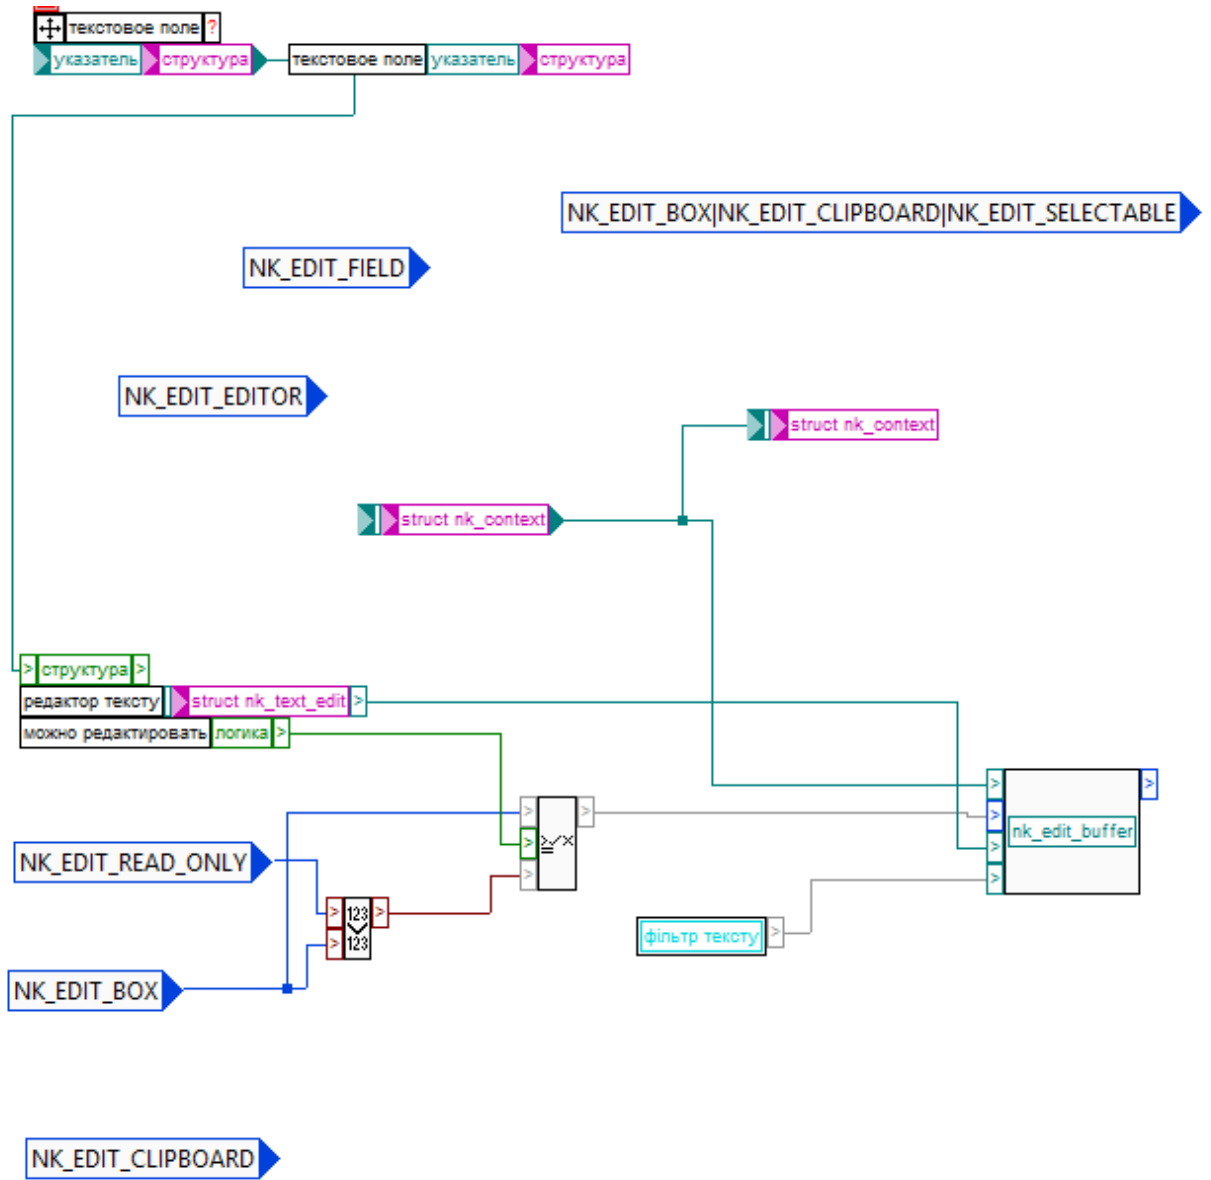 текстовое поле ?
указатель структура текстовое поле указатель структура
NK_EDIT_BOX|NK_EDIT_CLIPBOARD|NK_EDIT_SELECTABLE
NK_EDIT_FIELD
NK_EDIT_EDITOR
struct nk_context
struct nk_context
> структура >
редактор тексту struct nk_text_edit >
можно редактировать логика >
nk_edit_buffer
NK_EDIT_READ_ONLY
123
123
фільтр тексту
NK_EDIT_BOX
NK_EDIT_CLIPBOARD